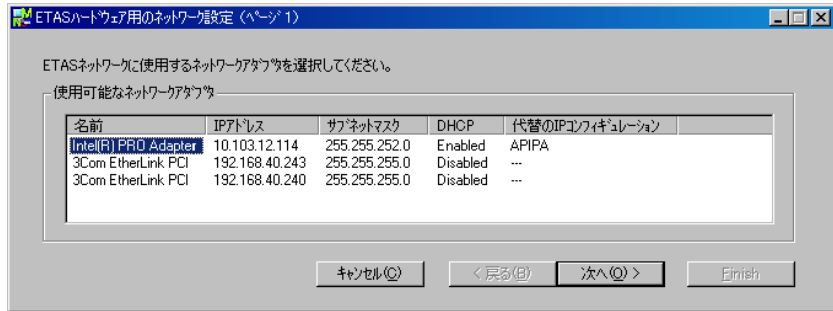 ETASﾊｰﾄﾞｳｪｱ用のﾈｯﾄﾜｰｸ設定 (ﾍﾟｰｼﾞ 1)
ETASﾈｯﾄﾜｰｸに使用するﾈｯﾄﾜｰｸｱﾀﾞﾌﾟﾀを選択してください。
使用可能なﾈｯﾄﾜｰｸｱﾀﾞﾌﾟﾀ
名前 IPｱﾄﾞﾚｽ ｻﾌﾞﾈｯﾄﾏｽｸ DHCP 代替のIPｺﾝﾌｨｷﾞｭﾚｰｼｮﾝ
Intel(R) PRO Adapter 10.103.12.114 255.255.252.0 Enabled APIPA
3Com EtherLink PCI 192.168.40.243 255.255.255.0 Disabled ---
3Com EtherLink PCI 192.168.40.240 255.255.255.0 Disabled ---
ｷｬﾝｾﾙ(C) < 戻る(B) 次へ(O) > Finish